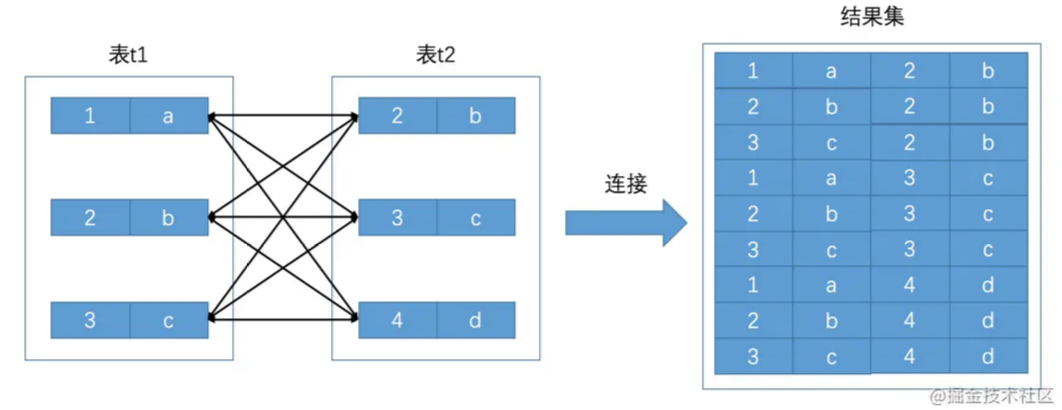 表t1
1 a
2 b
3 c
表t2
2 b
3 c
4 d
连接
结果集
1 a 2 b
2 b 2 b
3 c 2 b
1 a 3 c
2 b 3 c
3 c 3 c
1 a 4 d
2 b 4 d
3 c 4 d
@掘金技术社区